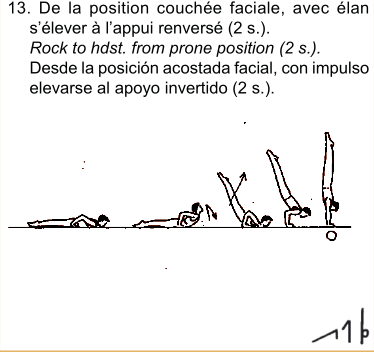 13. De la position couchée faciale, avec élan
s'élever à l'appui renversé (2 s.).
Rock to hdst. from prone position (2 s.).
Desde la posición acostada facial, con impulso
elevarse al apoyo invertido (2 s.).